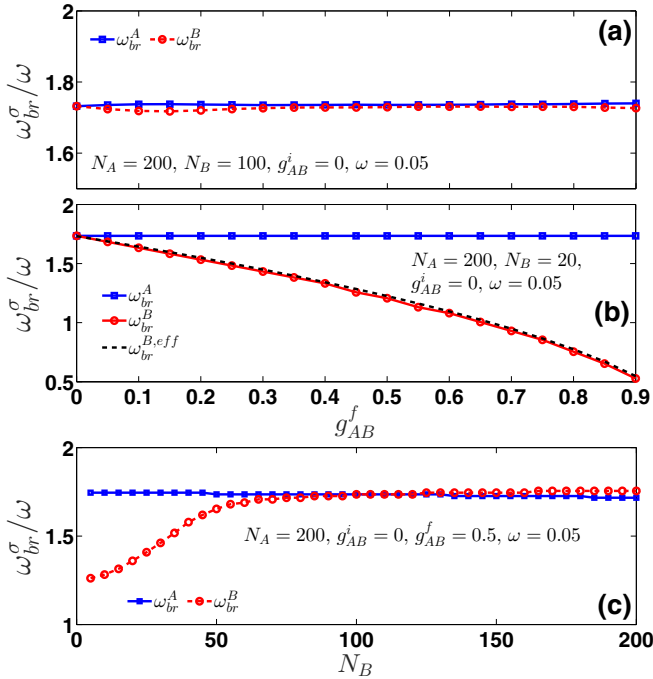 2
1.8
1.6
ω_br^σ/ω
ω_br^A ω_br^B
(a)
N_A = 200, N_B = 100, g_AB^i = 0, ω = 0.05
2
1.5
1
0.5
ω_br^σ/ω
N_A = 200, N_B = 20,
g_AB^i = 0, ω = 0.05
ω_br^A
ω_br^B
ω_br^{B,eff}
(b)
0 0.1 0.2 0.3 0.4 0.5 0.6 0.7 0.8 0.9
g_AB^f
2
1.5
1
ω_br^σ/ω
N_A = 200, g_AB^i = 0, g_AB^f = 0.5, ω = 0.05
ω_br^A ω_br^B
(c)
0 50 100 150 200
N_B